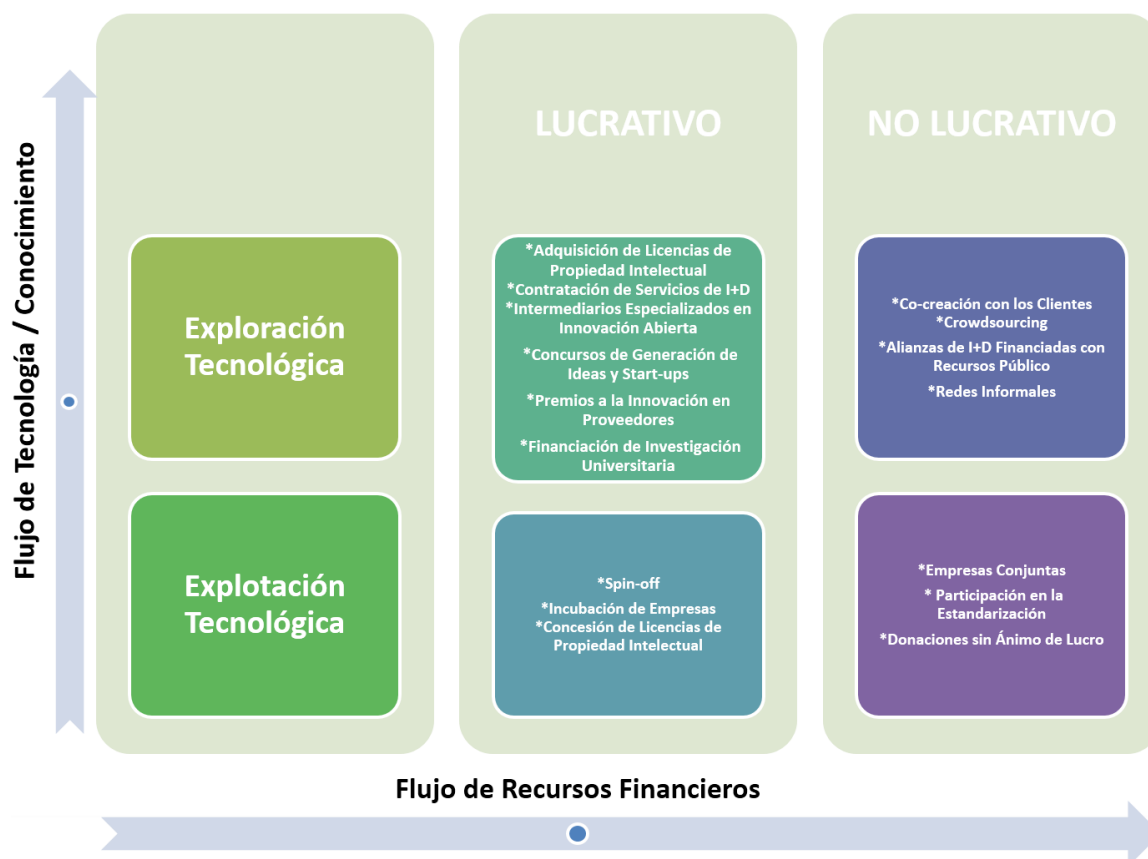 Flujo de Tecnología / Conocimiento
LUCRATIVO
NO LUCRATIVO
Exploración
Tecnológica
*Adquisición de Licencias de
Propiedad Intelectual
*Contratación de Servicios de I+D
*Intermediarios Especializados en
Innovación Abierta
*Concursos de Generación de
Ideas y Start-ups
*Premios a la Innovación en
Proveedores
*Financiación de Investigación
Universitaria
*Co-creación con los Clientes
*Crowdsourcing
*Alianzas de I+D Financiadas con
Recursos Público
*Redes Informales
Explotación
Tecnológica
*Spin-off
*Incubación de Empresas
*Concesión de Licencias de
Propiedad Intelectual
*Empresas Conjuntas
* Participación en la
Estandarización
*Donaciones sin Ánimo de Lucro
Flujo de Recursos Financieros